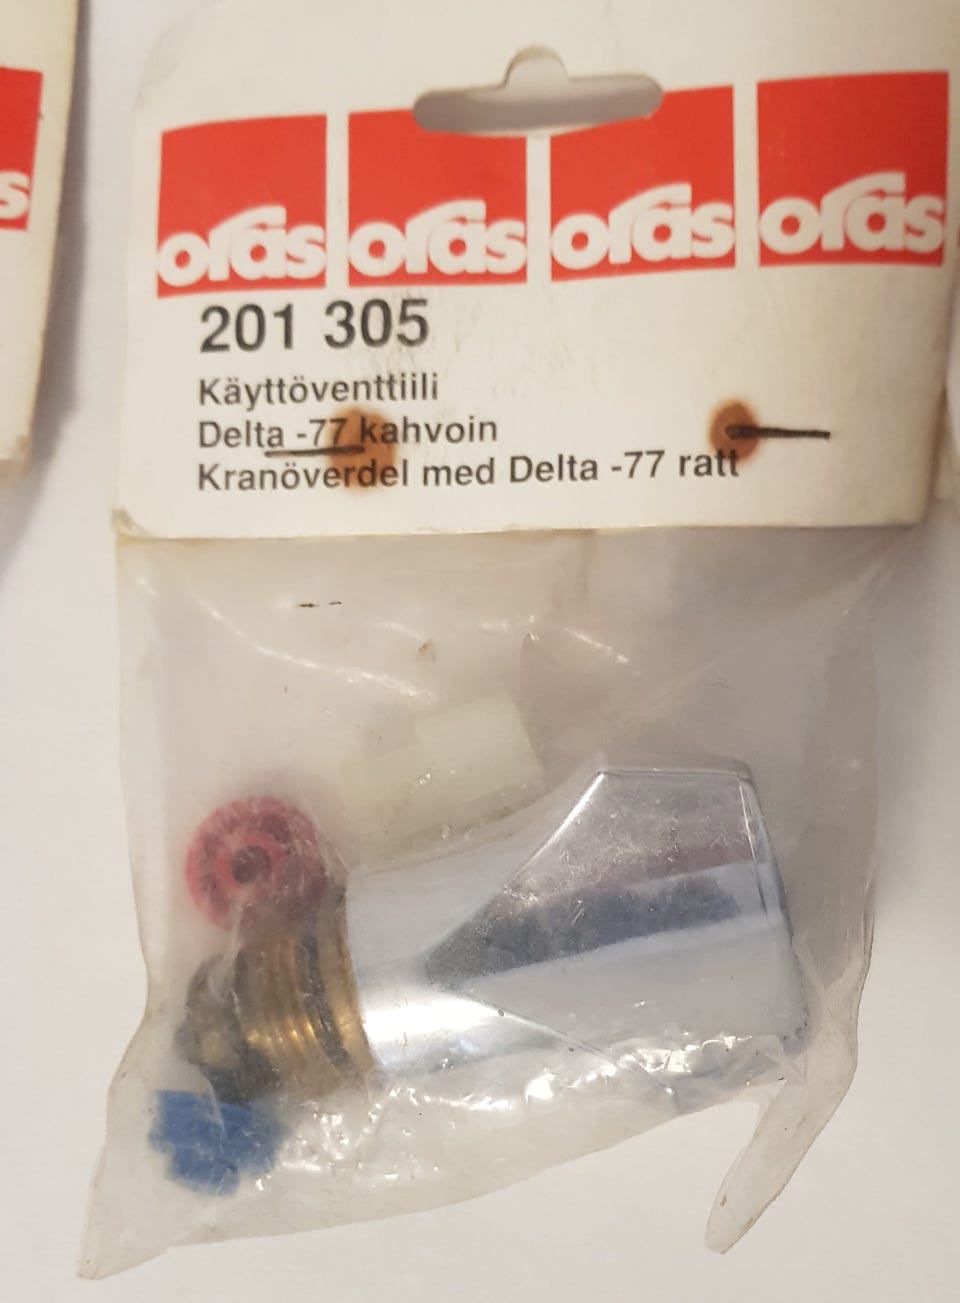 oras oras oras oras
201 305
Käyttöventtiili
Delta -77 kahvoin
Kranöverdel med Delta -77 ratt